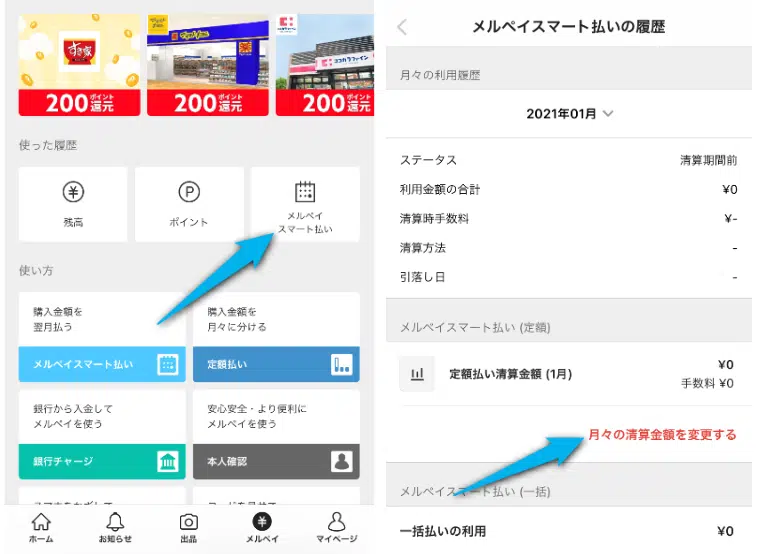 すき家
200 ポイント還元
200 ポイント還元
ココカラファイン
200 ポイント還元
使った履歴
残高
ポイント
メルペイ
スマート払い
使い方
購入金額を
翌月払う
メルペイスマート払い
購入金額を
月々に分ける
定額払い
銀行から入金して
メルペイを使う
銀行チャージ
安心安全・より便利に
メルペイを使う
本人確認
ホーム
お知らせ
出品
メルペイ
マイページ
メルペイスマート払いの履歴
月々の利用履歴
2021年01月
ステータス 清算期間前
利用金額の合計 ¥0
清算時手数料 ¥-
清算方法 -
引落し日 -
メルペイスマート払い (定額)
定額払い清算金額 (1月) ¥0
手数料 ¥0
月々の清算金額を変更する
メルペイスマート払い (一括)
一括払いの利用 ¥0